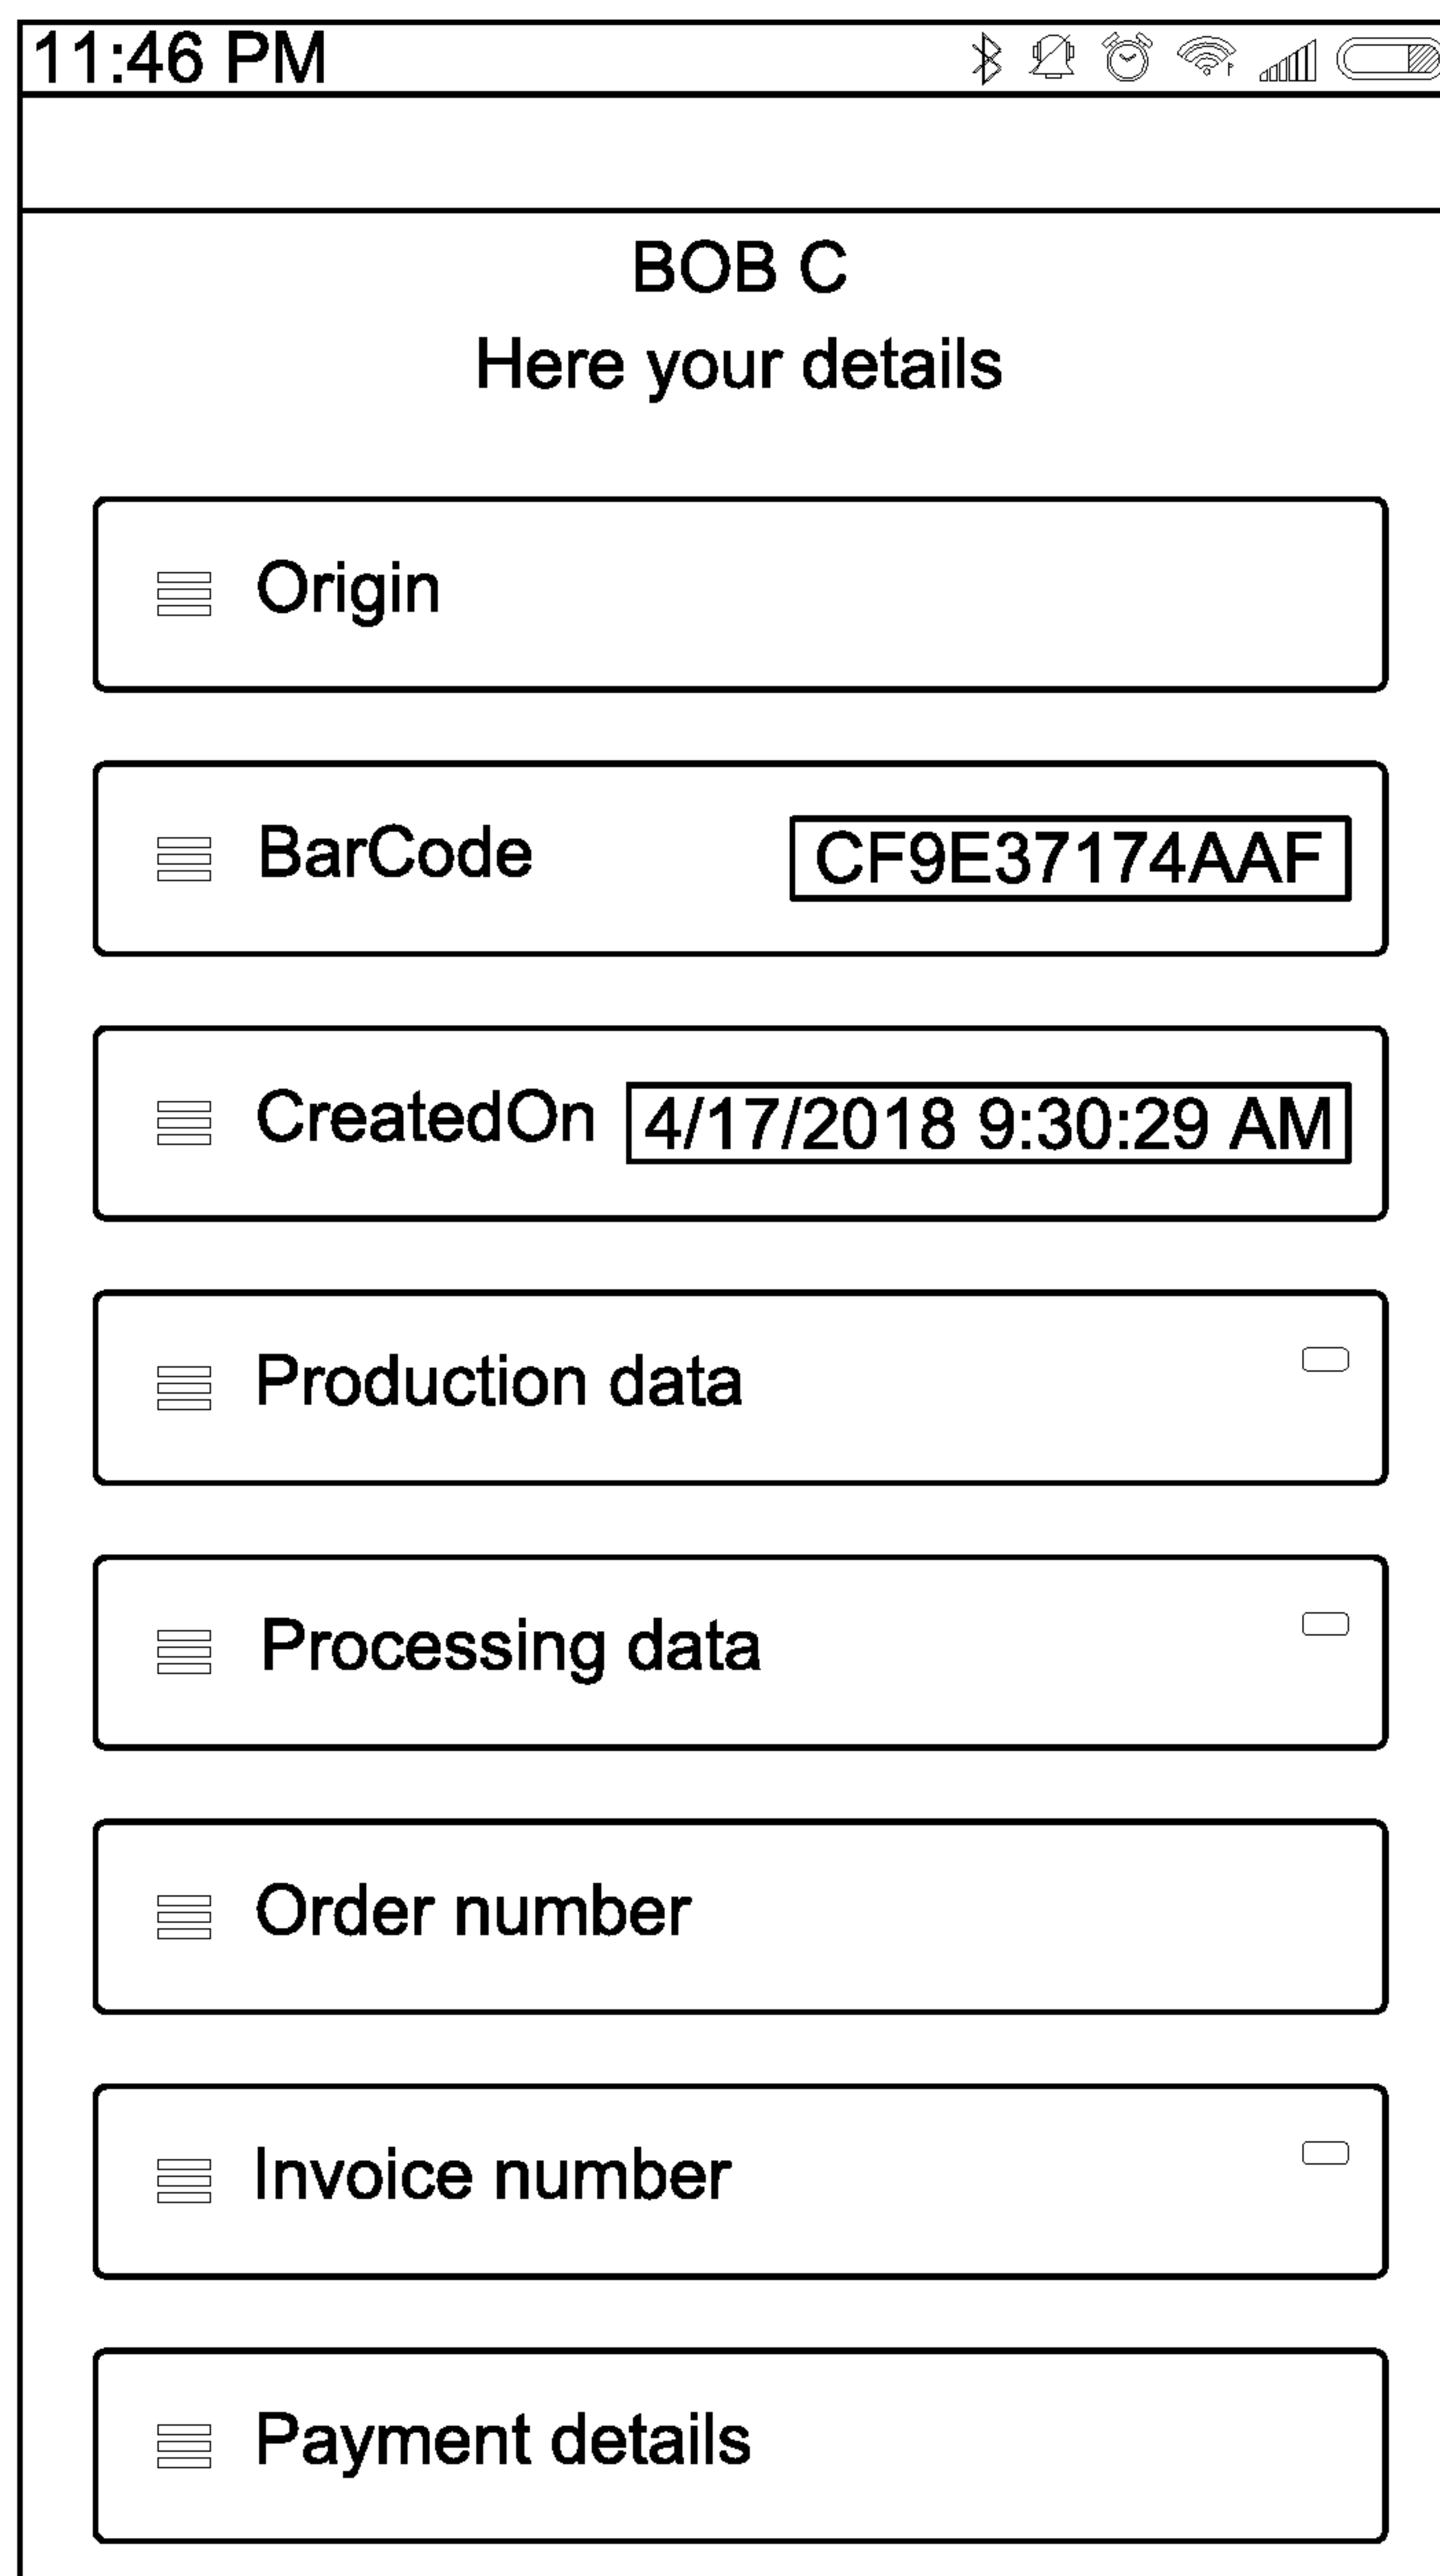 11:46 PM
BOB C
Here your details
Origin
BarCode CF9E37174AAF
CreatedOn 4/17/2018 9:30:29 AM
Production data
Processing data
Order number
Invoice number
Payment details